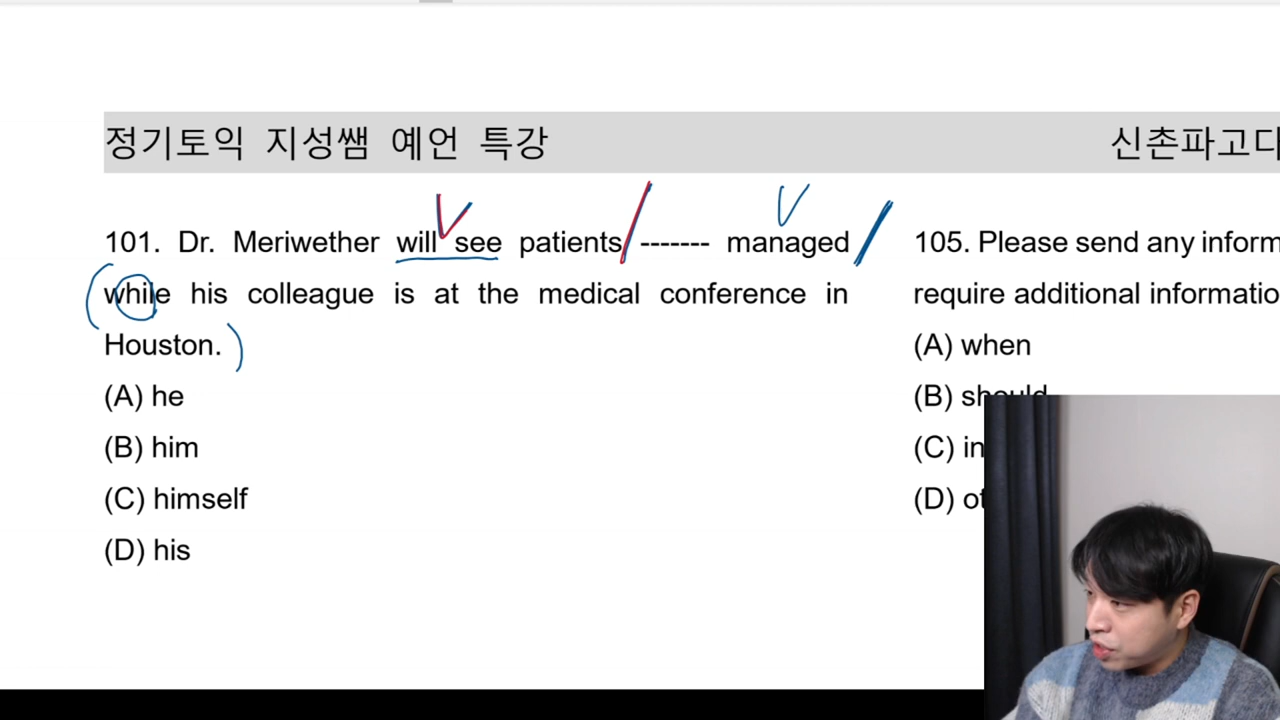 정기토익 지성쌤 예언 특강
신촌파고다
101. Dr. Meriwether will see patients ------- managed
while his colleague is at the medical conference in
Houston.
(A) he
(B) him
(C) himself
(D) his
105. Please send any inform
require additional informatio
(A) when
(B) should
(C) in
(D) ot